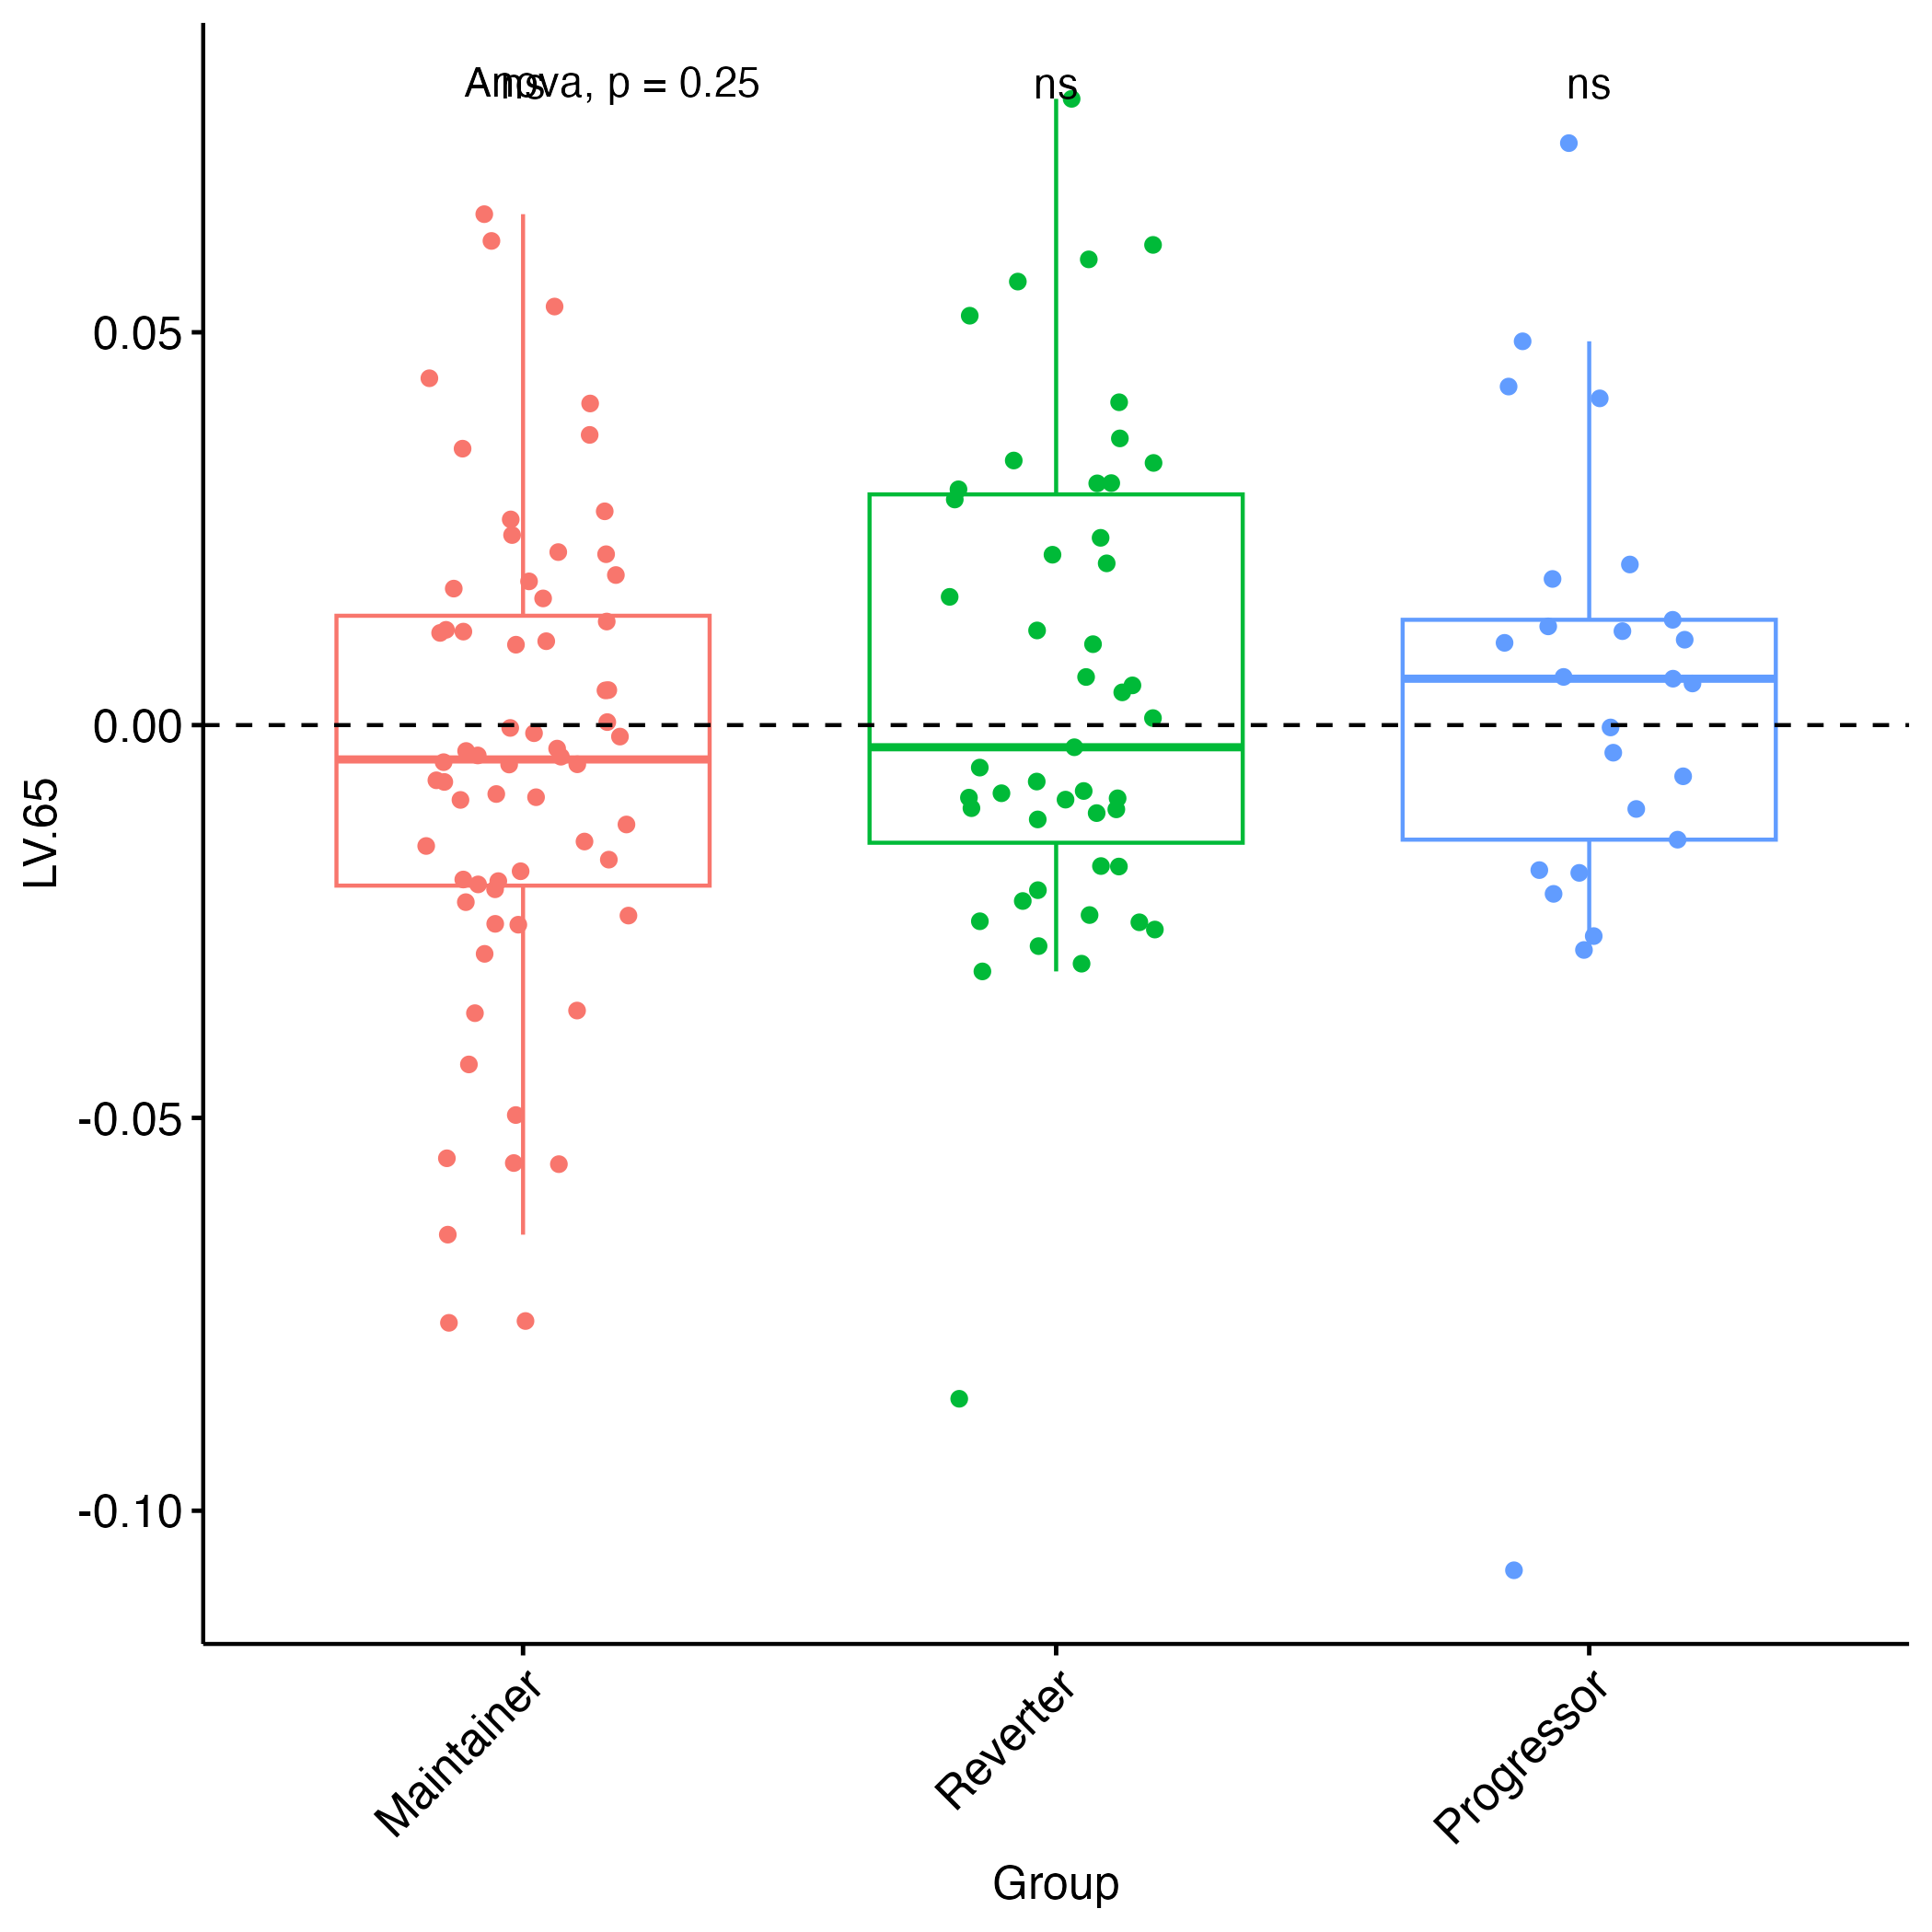 Anova, p = 0.25
ns
ns
ns
0.05
0.00
-0.05
-0.10
LV.65
Maintainer
Reverter
Progressor
Group